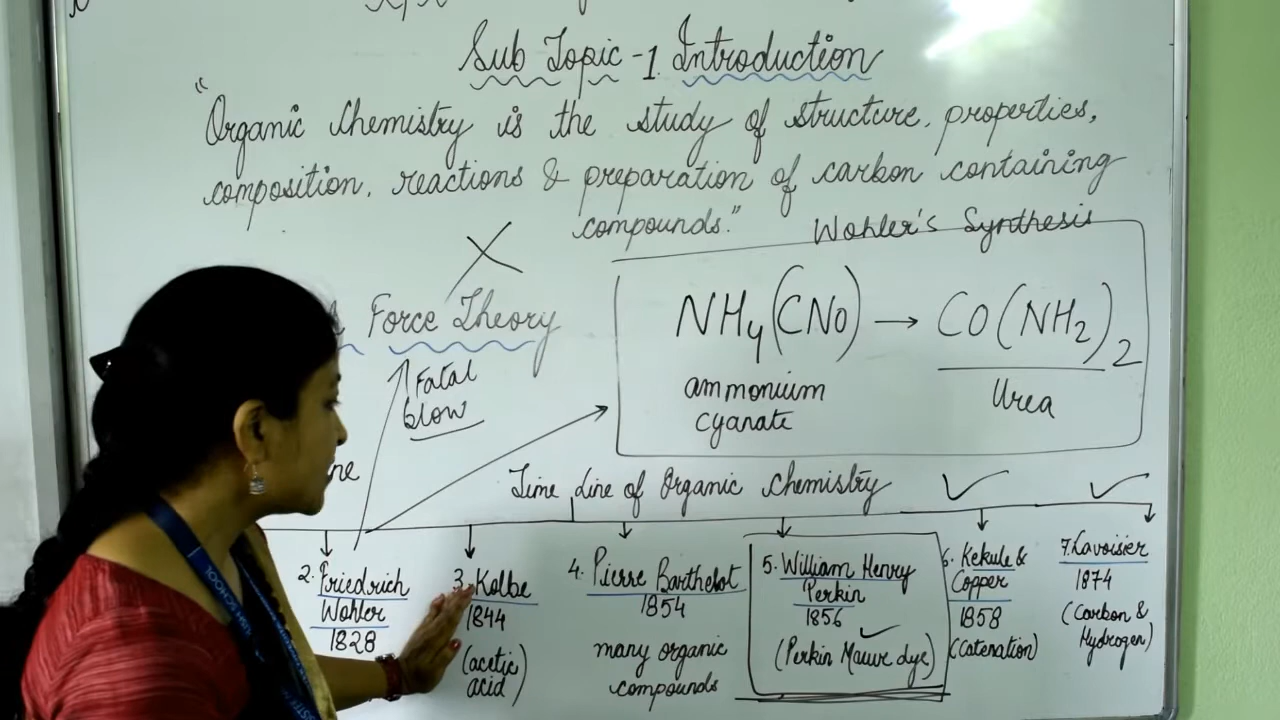 Sub Topic - 1 Introduction
"Organic Chemistry is the study of structure, properties,
composition, reactions & preparation of carbon containing
compounds."
Wohler's Synthesis
Force Theory
Fatal
blow
NH4(CNO) → CO(NH2)2
ammonium
cyanate
Urea
Time Line of Organic Chemistry
2. Friedrich
Wohler
1828
3. Kolbe
1844
(acetic
acid)
4. Pierre Barthelot
1854
many organic
compounds
5. William Henry
Perkin
1856
(Perkin Mauve dye)
6. Kekule &
Copper
1858
(Catenation)
7. Lavoisier
1874
(Carbon &
Hydrogen)
SCHOOL